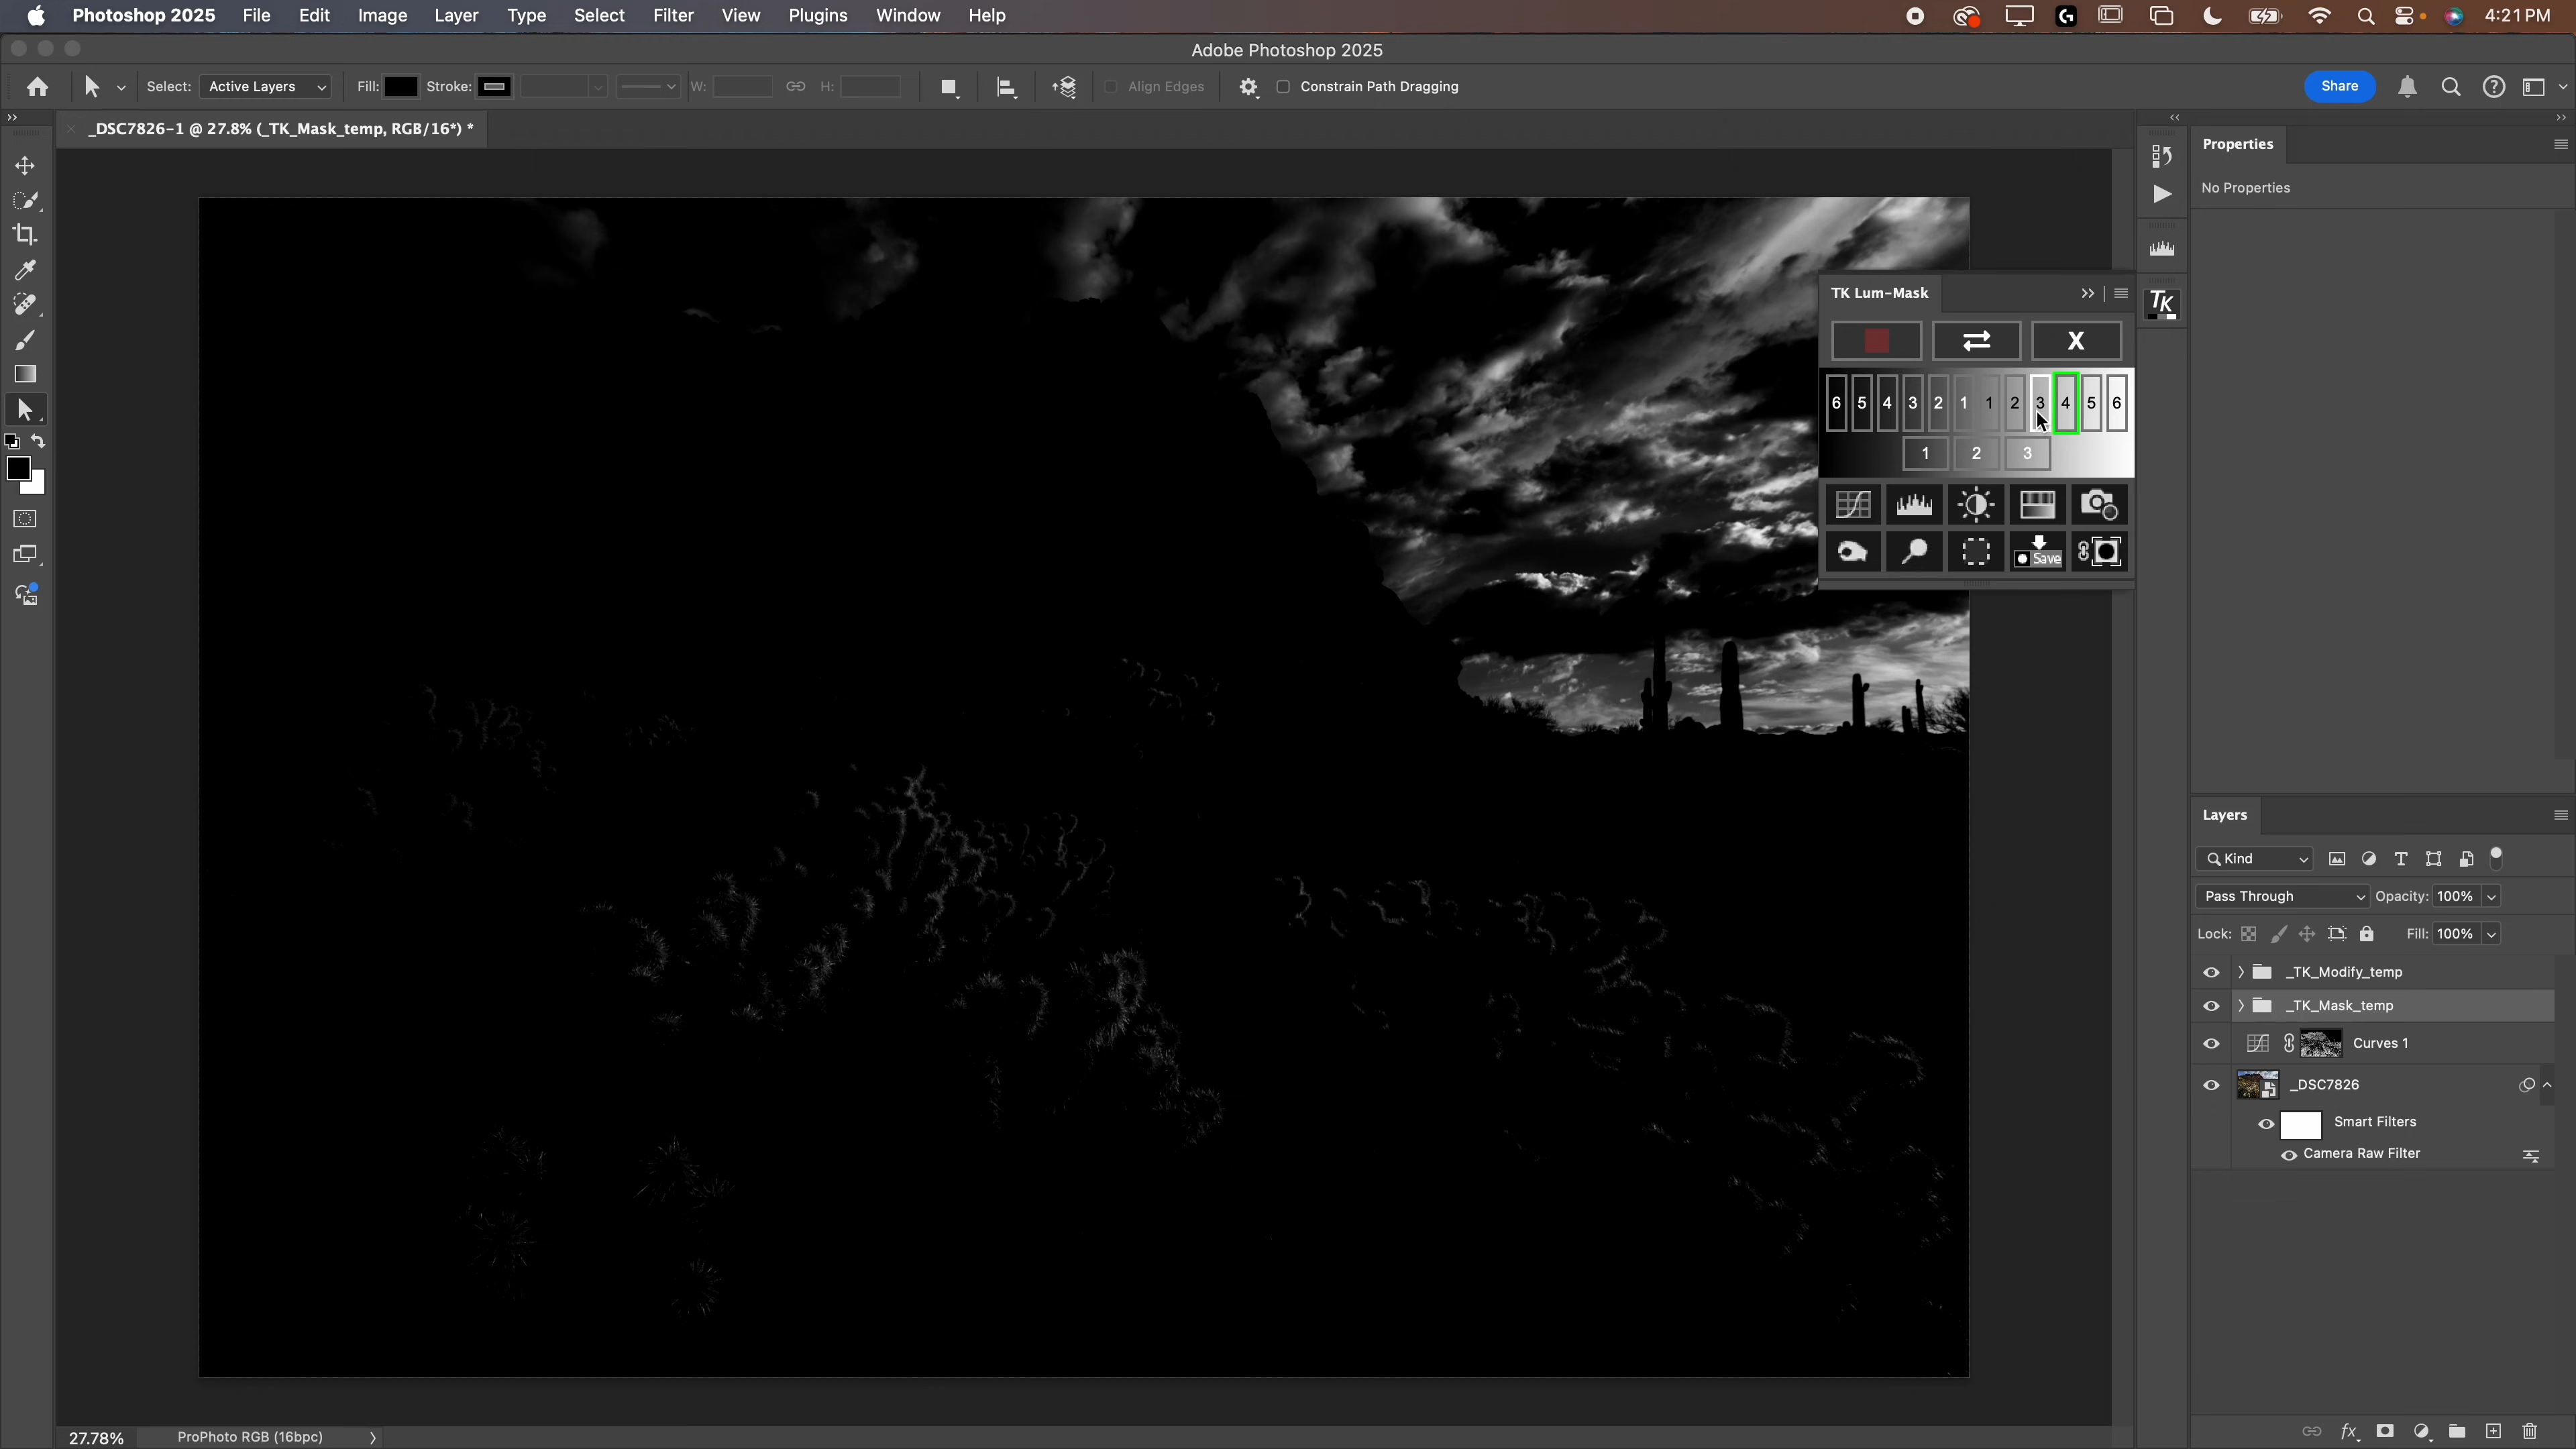 Photoshop 2025 File Edit Image Layer Type Select Filter View Plugins Window Help 4:21 PM
Adobe Photoshop 2025
Select: Active Layers Fill: Stroke: W: H: Align Edges Constrain Path Dragging Share
_DSC7826-1 @ 27.8% (_TK_Mask_temp, RGB/16*) *
Properties
No Properties
TK
TK Lum-Mask
X
6 5 4 3 2 1 1 2 3 4 5 6
1 2 3
Save
Layers
Kind
Pass Through Opacity: 100%
Lock: Fill: 100%
_TK_Modify_temp
_TK_Mask_temp
Curves 1
_DSC7826
Smart Filters
Camera Raw Filter
fx
27.78% ProPhoto RGB (16bpc)